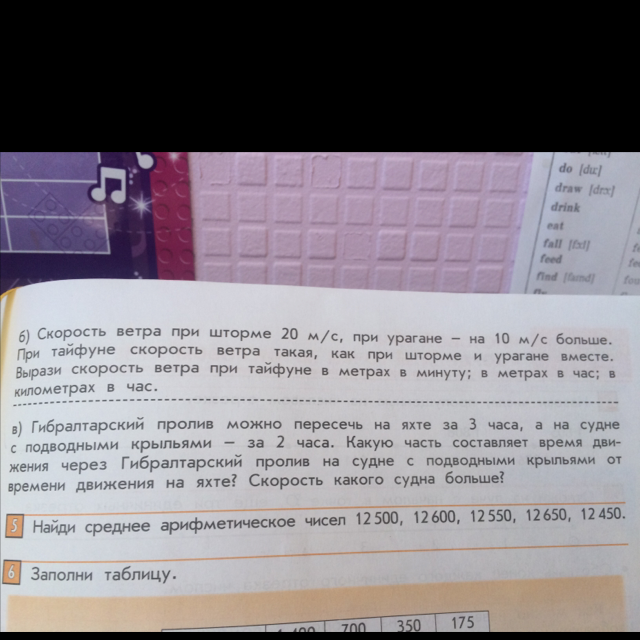 do [du:]
draw [drɔ:]
drink
eat
fall [fɔ:l]
feed
find [faɪnd]
б) Скорость ветра при шторме 20 м/с, при урагане – на 10 м/с больше.
При тайфуне скорость ветра такая, как при шторме и урагане вместе.
Вырази скорость ветра при тайфуне в метрах в минуту; в метрах в час; в
километрах в час.
в) Гибралтарский пролив можно пересечь на яхте за 3 часа, а на судне
с подводными крыльями – за 2 часа. Какую часть составляет время дви-
жения через Гибралтарский пролив на судне с подводными крыльями от
времени движения на яхте? Скорость какого судна больше?
5 Найди среднее арифметическое чисел 12 500, 12 600, 12 550, 12 650, 12 450.
6 Заполни таблицу.
700 350 175